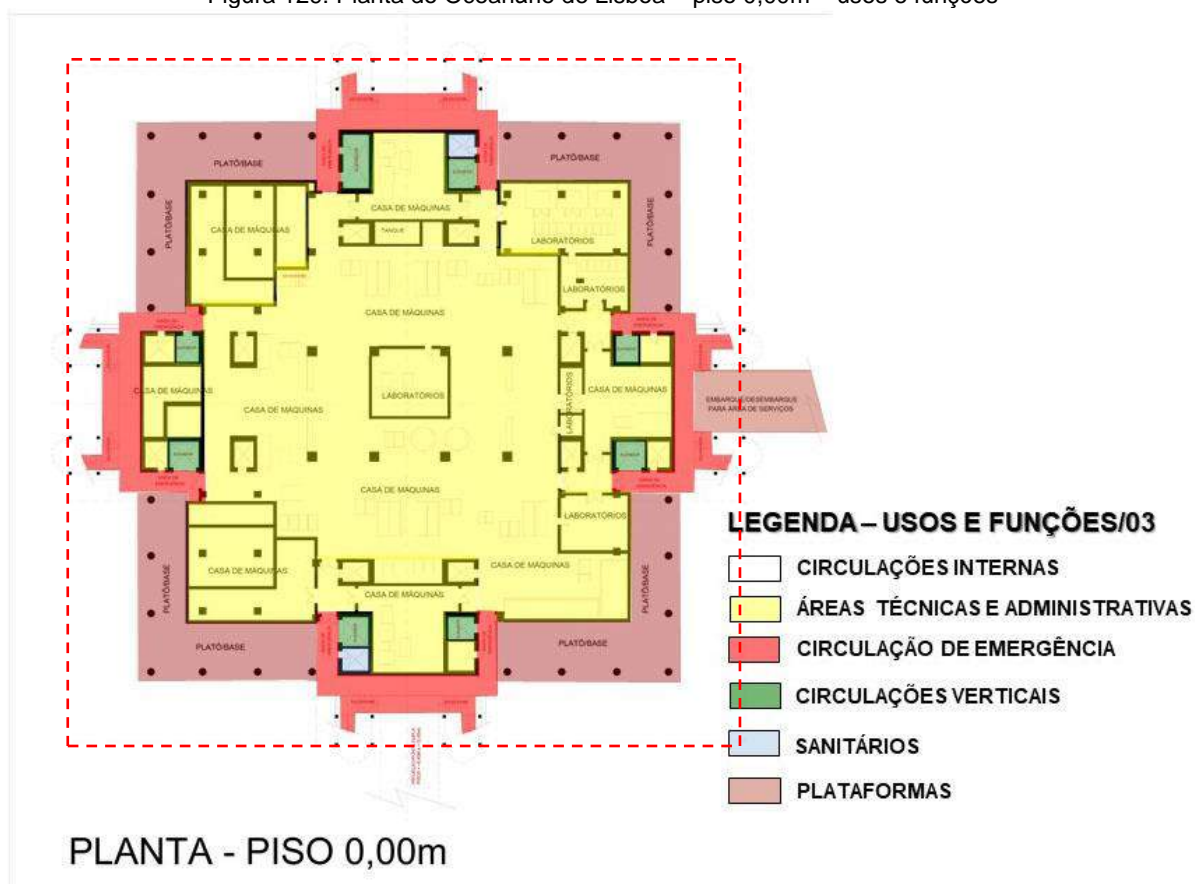 Figura 129: Planta do Oceanário de Lisboa – piso 0,00m – usos e funções
PLATÔ/BASE
PLATÔ/BASE
PLATÔ/BASE
PLATÔ/BASE
CASA DE MÁQUINAS
TANQUE
CASA DE MÁQUINAS
LABORATÓRIOS
LABORATÓRIOS
CASA DE MÁQUINAS
CASA DE MÁQUINAS
LABORATÓRIOS
LABORATÓRIOS
CASA DE MÁQUINAS
EMBARQUE/DESEMBARQUE
PARA ÁREA DE SERVIÇOS
CASA DE MÁQUINAS
CASA DE MÁQUINAS
LABORATÓRIOS
CASA DE MÁQUINAS
CASA DE MÁQUINAS
CASA DE MÁQUINAS
PLATÔ/BASE
PLATÔ/BASE
PLATÔ/BASE
PLATÔ/BASE
LEGENDA – USOS E FUNÇÕES/03
CIRCULAÇÕES INTERNAS
ÁREAS TÉCNICAS E ADMINISTRATIVAS
CIRCULAÇÃO DE EMERGÊNCIA
CIRCULAÇÕES VERTICAIS
SANITÁRIOS
PLATAFORMAS
PLANTA - PISO 0,00m